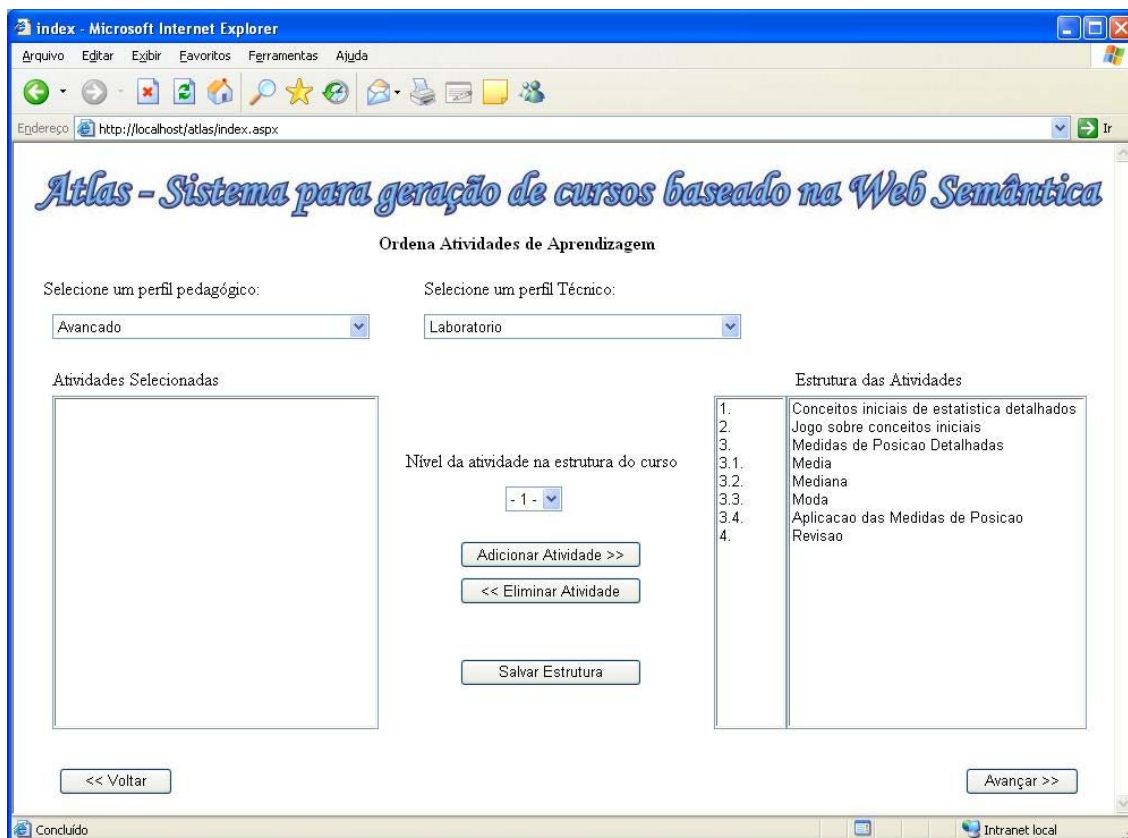 index - Microsoft Internet Explorer
Arquivo Editar Exibir Favoritos Ferramentas Ajuda
Endereço http://localhost/atlas/index.aspx Ir
Atlas - Sistema para geração de cursos baseado na Web Semântica
Ordena Atividades de Aprendizagem
Selecione um perfil pedagógico: Selecione um perfil Técnico:
Avancado Laboratorio
Atividades Selecionadas Estrutura das Atividades
1. Conceitos iniciais de estatistica detalhados
2. Jogo sobre conceitos iniciais
3. Medidas de Posicao Detalhadas
3.1. Media
3.2. Mediana
3.3. Moda
3.4. Aplicacao das Medidas de Posicao
4. Revisao
Nível da atividade na estrutura do curso
- 1 -
Adicionar Atividade >>
<< Eliminar Atividade
Salvar Estrutura
<< Voltar Avançar >>
Concluído Intranet local